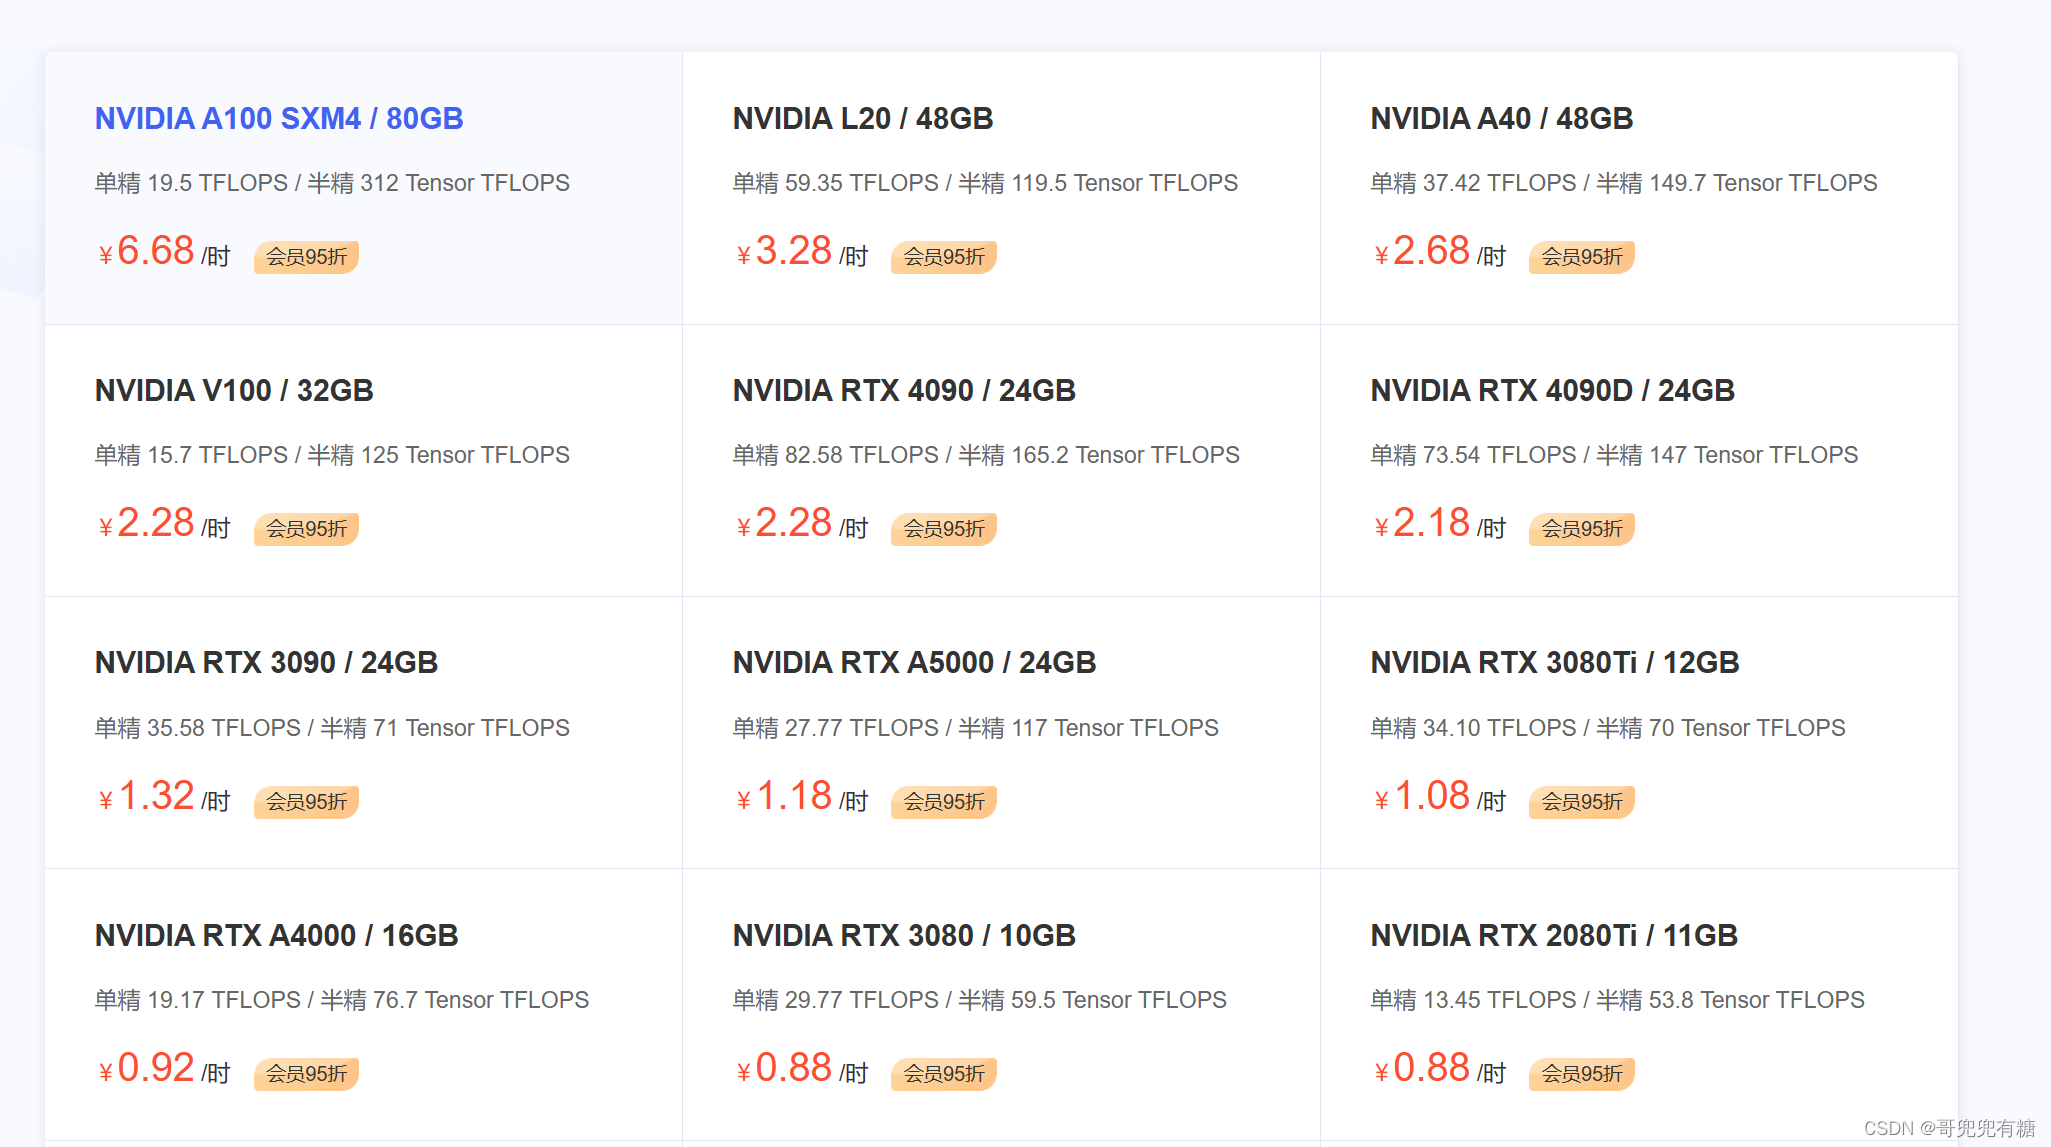 NVIDIA A100 SXM4 / 80GB
单精 19.5 TFLOPS / 半精 312 Tensor TFLOPS
¥6.68 /时 会员95折
NVIDIA L20 / 48GB
单精 59.35 TFLOPS / 半精 119.5 Tensor TFLOPS
¥3.28 /时 会员95折
NVIDIA A40 / 48GB
单精 37.42 TFLOPS / 半精 149.7 Tensor TFLOPS
¥2.68 /时 会员95折
NVIDIA V100 / 32GB
单精 15.7 TFLOPS / 半精 125 Tensor TFLOPS
¥2.28 /时 会员95折
NVIDIA RTX 4090 / 24GB
单精 82.58 TFLOPS / 半精 165.2 Tensor TFLOPS
¥2.28 /时 会员95折
NVIDIA RTX 4090D / 24GB
单精 73.54 TFLOPS / 半精 147 Tensor TFLOPS
¥2.18 /时 会员95折
NVIDIA RTX 3090 / 24GB
单精 35.58 TFLOPS / 半精 71 Tensor TFLOPS
¥1.32 /时 会员95折
NVIDIA RTX A5000 / 24GB
单精 27.77 TFLOPS / 半精 117 Tensor TFLOPS
¥1.18 /时 会员95折
NVIDIA RTX 3080Ti / 12GB
单精 34.10 TFLOPS / 半精 70 Tensor TFLOPS
¥1.08 /时 会员95折
NVIDIA RTX A4000 / 16GB
单精 19.17 TFLOPS / 半精 76.7 Tensor TFLOPS
¥0.92 /时 会员95折
NVIDIA RTX 3080 / 10GB
单精 29.77 TFLOPS / 半精 59.5 Tensor TFLOPS
¥0.88 /时 会员95折
NVIDIA RTX 2080Ti / 11GB
单精 13.45 TFLOPS / 半精 53.8 Tensor TFLOPS
¥0.88 /时 会员95折
CSDN @哥兜兜有糖